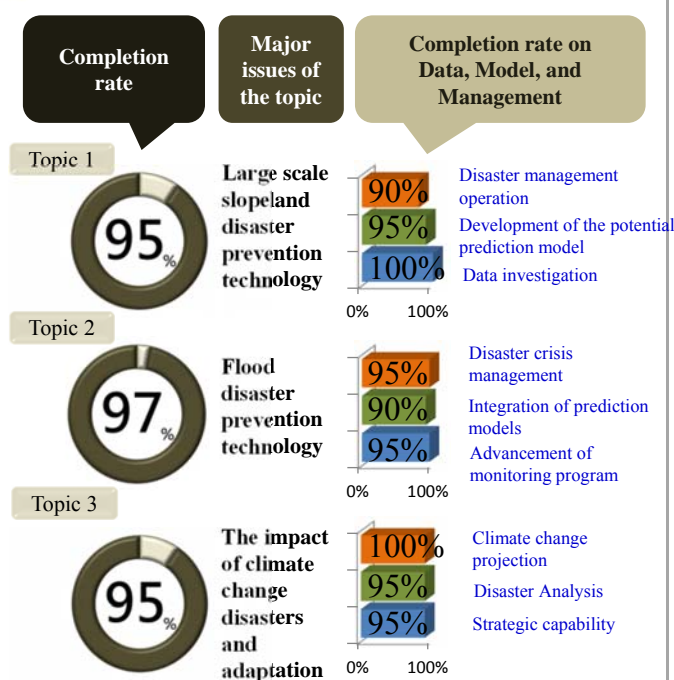 Completion
rate
Major
issues of
the topic
Completion rate on
Data, Model, and
Management
Topic 1
95%
Large scale
slopeland
disaster
prevention
technology
90%
95%
100%
0% 100%
Disaster management
operation
Development of the potential
prediction model
Data investigation
Topic 2
97%
Flood
disaster
prevention
technology
95%
90%
95%
0% 100%
Disaster crisis
management
Integration of prediction
models
Advancement of
monitoring program
Topic 3
95%
The impact
of climate
change
disasters
and
adaptation
100%
95%
95%
0% 100%
Climate change
projection
Disaster Analysis
Strategic capability